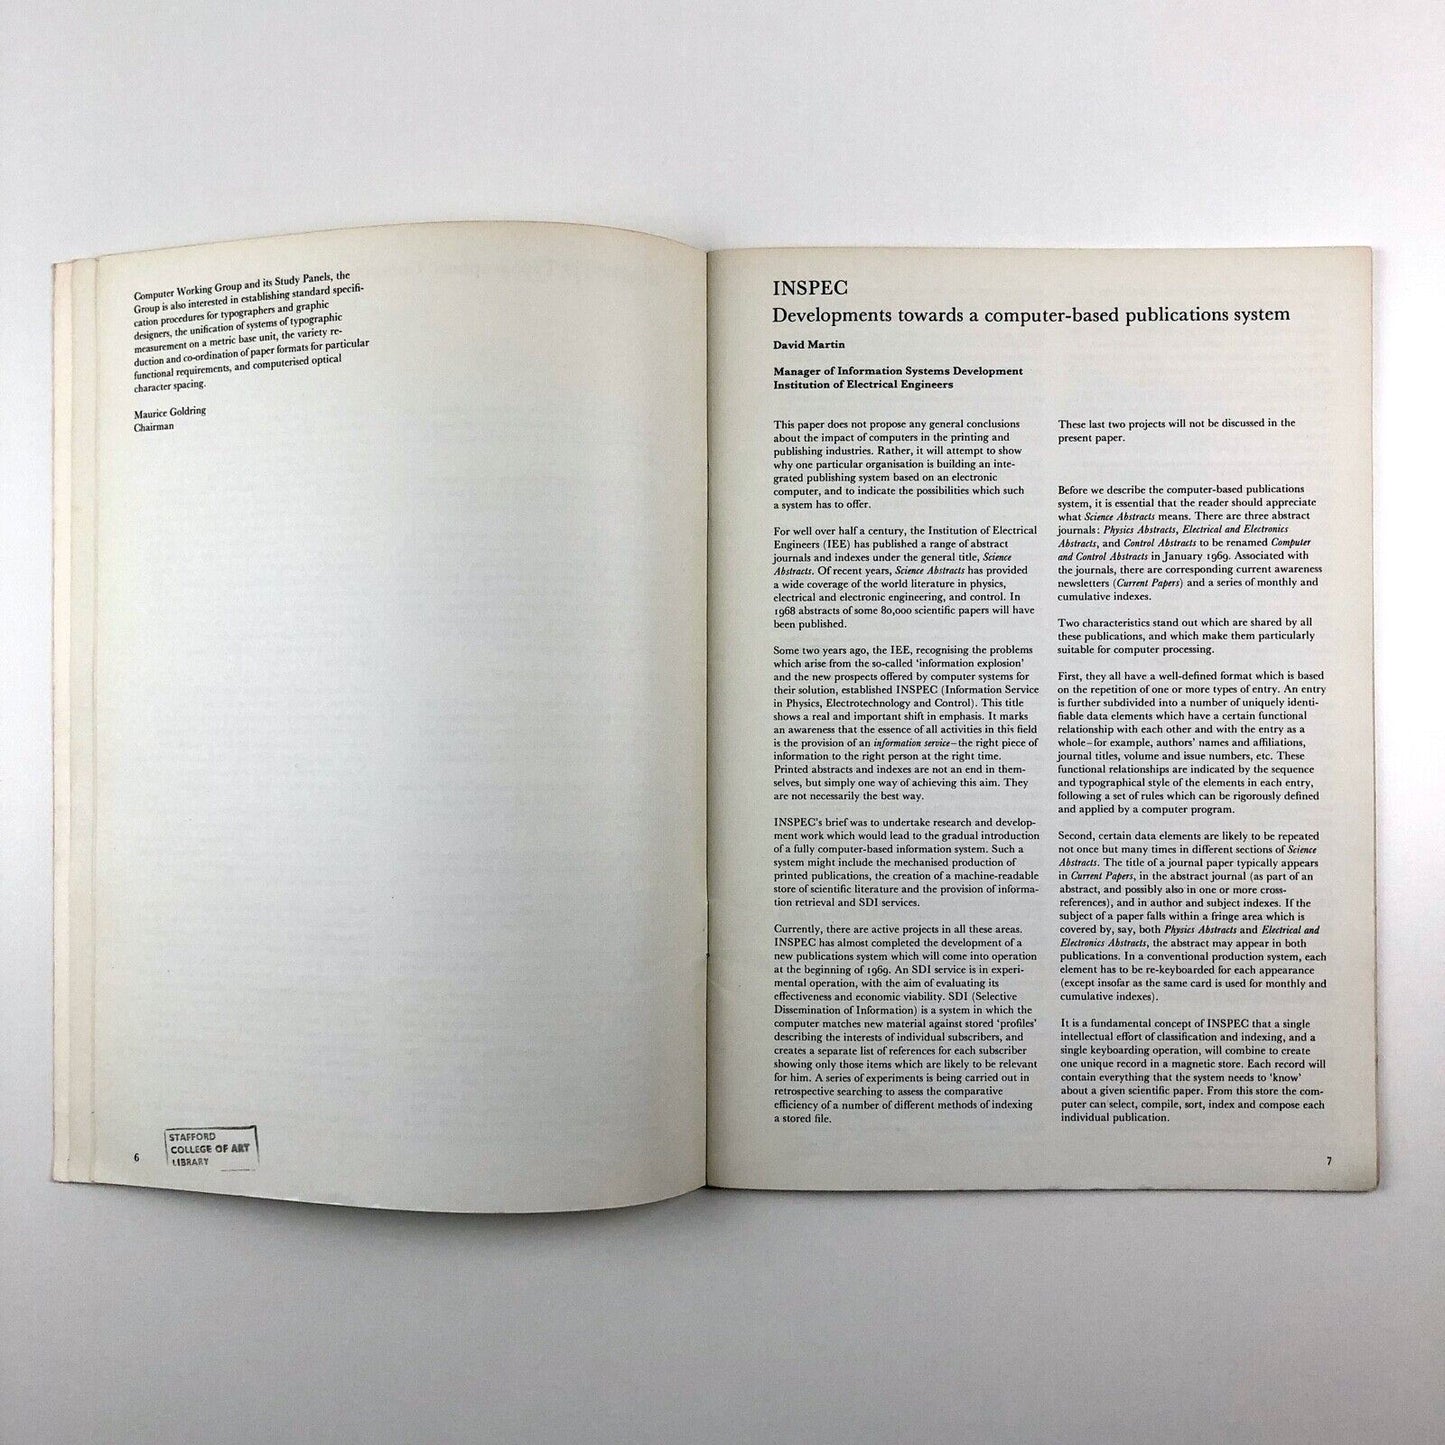 Computer Working Group and its Study Panels, the
Group is also interested in establishing standard specifi-
cation procedures for typographers and graphic
designers, the unification of systems of typographic
measurement on a metric base unit, the variety re-
duction and co-ordination of paper formats for particular
functional requirements, and computerised optical
character spacing.
Maurice Goldring
Chairman
STAFFORD
COLLEGE OF ART
LIBRARY
6
INSPEC
Developments towards a computer-based publications system
David Martin
Manager of Information Systems Development
Institution of Electrical Engineers
This paper does not propose any general conclusions
about the impact of computers in the printing and
publishing industries. Rather, it will attempt to show
why one particular organisation is building an inte-
grated publishing system based on an electronic
computer, and to indicate the possibilities which such
a system has to offer.
For well over half a century, the Institution of Electrical
Engineers (IEE) has published a range of abstract
journals and indexes under the general title, Science
Abstracts. Of recent years, Science Abstracts has provided
a wide coverage of the world literature in physics,
electrical and electronic engineering, and control. In
1968 abstracts of some 80,000 scientific papers will have
been published.
Some two years ago, the IEE, recognising the problems
which arise from the so-called ‘information explosion’
and the new prospects offered by computer systems for
their solution, established INSPEC (Information Service
in Physics, Electrotechnology and Control). This title
shows a real and important shift in emphasis. It marks
an awareness that the essence of all activities in this field
is the provision of an information service–the right piece of
information to the right person at the right time.
Printed abstracts and indexes are not an end in them-
selves, but simply one way of achieving this aim. They
are not necessarily the best way.
INSPEC's brief was to undertake research and develop-
ment work which would lead to the gradual introduction
of a fully computer-based information system. Such a
system might include the mechanised production of
printed publications, the creation of a machine-readable
store of scientific literature and the provision of informa-
tion retrieval and SDI services.
Currently, there are active projects in all these areas.
INSPEC has almost completed the development of a
new publications system which will come into operation
at the beginning of 1969. An SDI service is in experi-
mental operation, with the aim of evaluating its
effectiveness and economic viability. SDI (Selective
Dissemination of Information) is a system in which the
computer matches new material against stored ‘profiles’
describing the interests of individual subscribers, and
creates a separate list of references for each subscriber
showing only those items which are likely to be relevant
for him. A series of experiments is being carried out in
retrospective searching to assess the comparative
efficiency of a number of different methods of indexing
a stored file.
These last two projects will not be discussed in the
present paper.
Before we describe the computer-based publications
system, it is essential that the reader should appreciate
what Science Abstracts means. There are three abstract
journals: Physics Abstracts, Electrical and Electronics
Abstracts, and Control Abstracts to be renamed Computer
and Control Abstracts in January 1969. Associated with
the journals, there are corresponding current awareness
newsletters (Current Papers) and a series of monthly and
cumulative indexes.
Two characteristics stand out which are shared by all
these publications, and which make them particularly
suitable for computer processing.
First, they all have a well-defined format which is based
on the repetition of one or more types of entry. An entry
is further subdivided into a number of uniquely identi-
fiable data elements which have a certain functional
relationship with each other and with the entry as a
whole–for example, authors' names and affiliations,
journal titles, volume and issue numbers, etc. These
functional relationships are indicated by the sequence
and typographical style of the elements in each entry,
following a set of rules which can be rigorously defined
and applied by a computer program.
Second, certain data elements are likely to be repeated
not once but many times in different sections of Science
Abstracts. The title of a journal paper typically appears
in Current Papers, in the abstract journal (as part of an
abstract, and possibly also in one or more cross-
references), and in author and subject indexes. If the
subject of a paper falls within a fringe area which is
covered by, say, both Physics Abstracts and Electrical and
Electronics Abstracts, the abstract may appear in both
publications. In a conventional production system, each
element has to be re-keyboarded for each appearance
(except insofar as the same card is used for monthly and
cumulative indexes).
It is a fundamental concept of INSPEC that a single
intellectual effort of classification and indexing, and a
single keyboarding operation, will combine to create
one unique record in a magnetic store. Each record will
contain everything that the system needs to ‘know’
about a given scientific paper. From this store the com-
puter can select, compile, sort, index and compose each
individual publication.
7